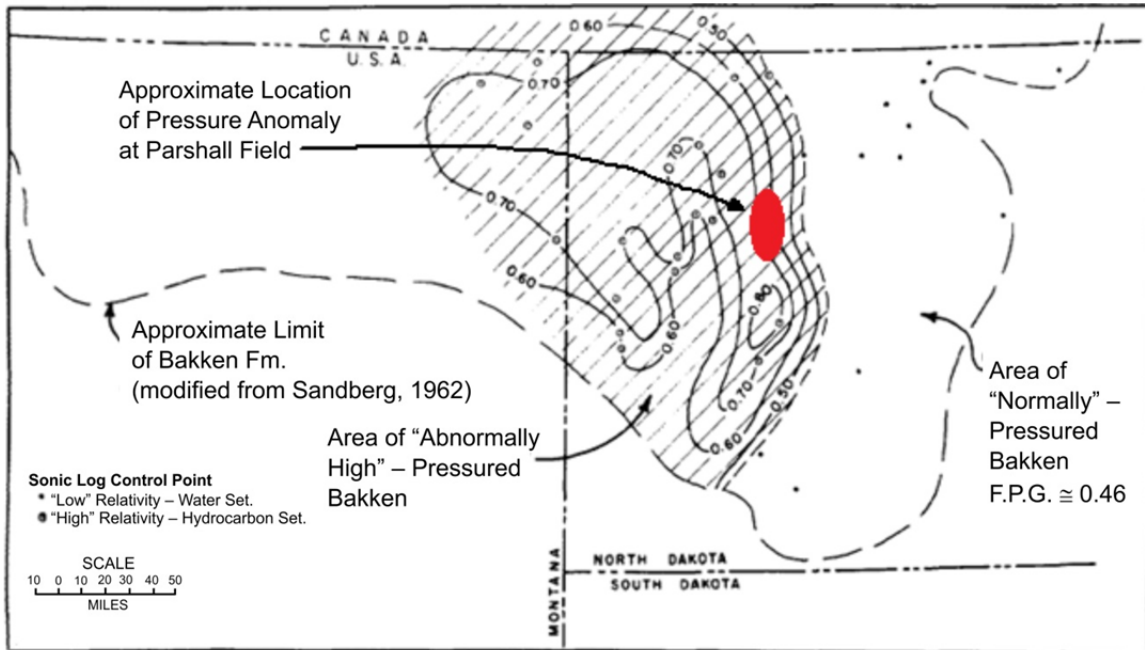 0.60
0.50
CANADA
U.S.A.
Approximate Location
of Pressure Anomaly
at Parshall Field
0.70
0.70
0.70
0.60
0.80
0.60
Approximate Limit
of Bakken Fm.
(modified from Sandberg, 1962)
Area of
"Normally" –
Pressured
Bakken
F.P.G. ≅ 0.46
0.70
0.50
0.60
Area of "Abnormally
High" – Pressured
Bakken
Sonic Log Control Point
"Low" Relativity – Water Set.
"High" Relativity – Hydrocarbon Set.
SCALE
10 0 10 20 30 40 50
MILES
MONTANA
NORTH DAKOTA
SOUTH DAKOTA